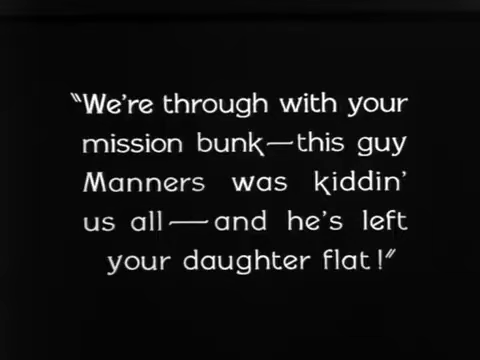 "We're through with your
mission bunk—this guy
Manners was kiddin'
us all—and he's left
your daughter flat!"